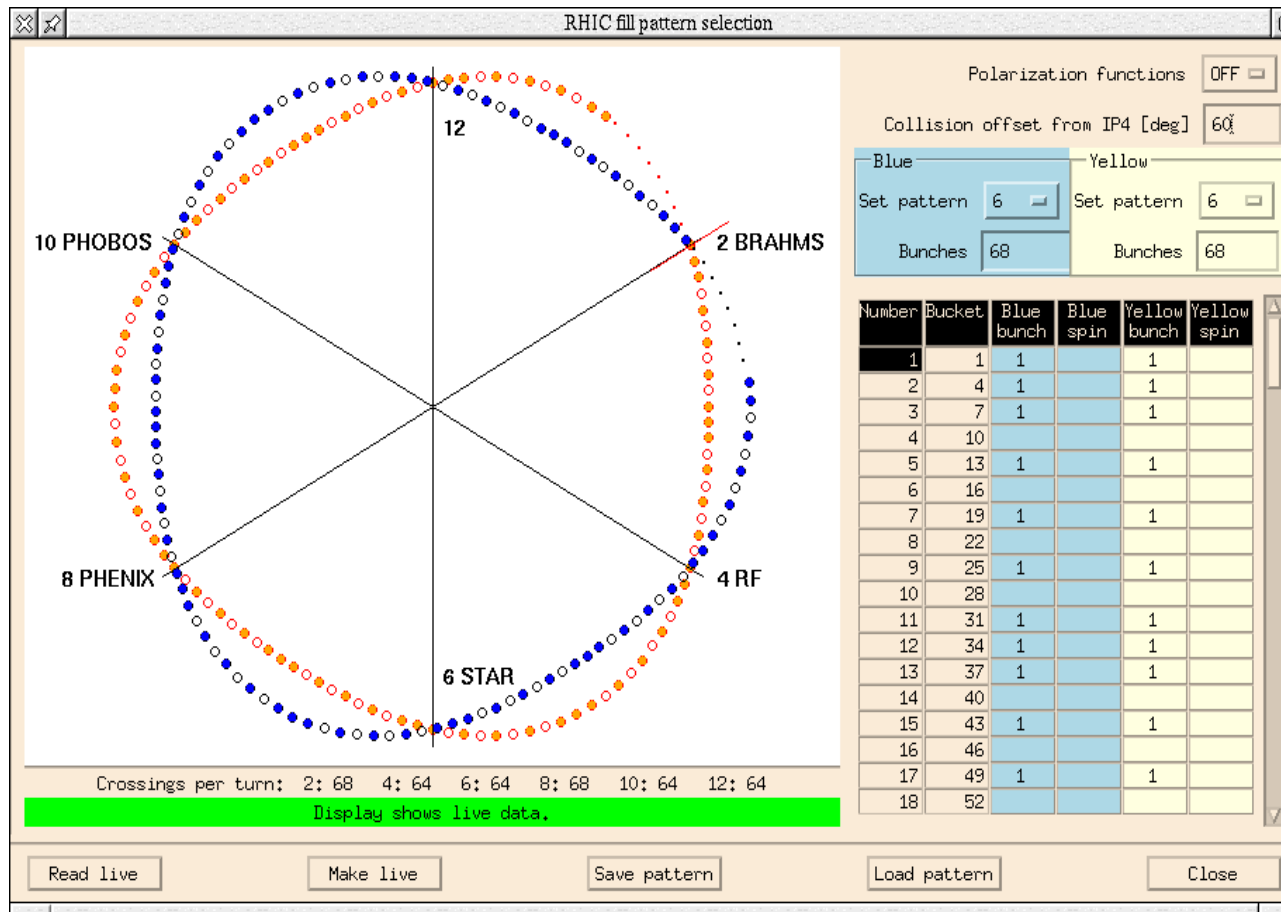 RHIC fill pattern selection
Polarization functions OFF
Collision offset from IP4 [deg] 60
12
10 PHOBOS
2 BRAHMS
8 PHENIX
4 RF
6 STAR
Crossings per turn: 2: 68 4: 64 6: 64 8: 68 10: 64 12: 64
Display shows live data.
Blue
Set pattern 6
Bunches 68
Yellow
Set pattern 6
Bunches 68
Number Bucket Blue bunch Blue spin Yellow bunch Yellow spin
1 1 1 1
2 4 1 1
3 7 1 1
4 10
5 13 1 1
6 16
7 19 1 1
8 22
9 25 1 1
10 28
11 31 1 1
12 34 1 1
13 37 1 1
14 40
15 43 1 1
16 46
17 49 1 1
18 52
Read live
Make live
Save pattern
Load pattern
Close